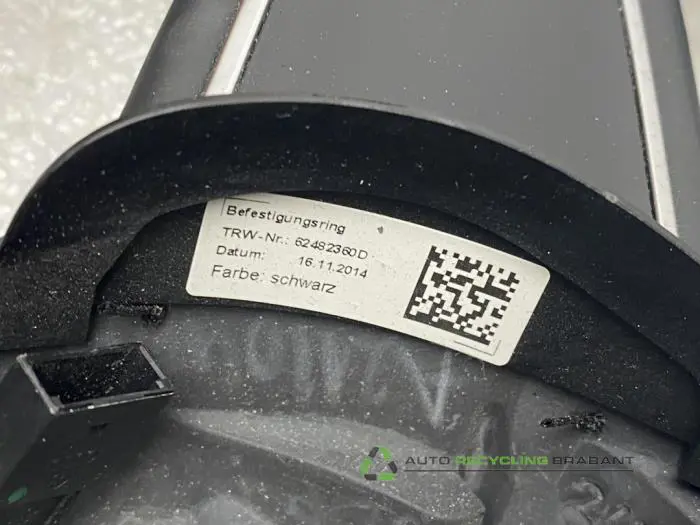 Befestigungsring
TRW-Nr.: 62482360D
Datum: 16.11.2014
Farbe: schwarz
AUTO RECYCLING BRABANT